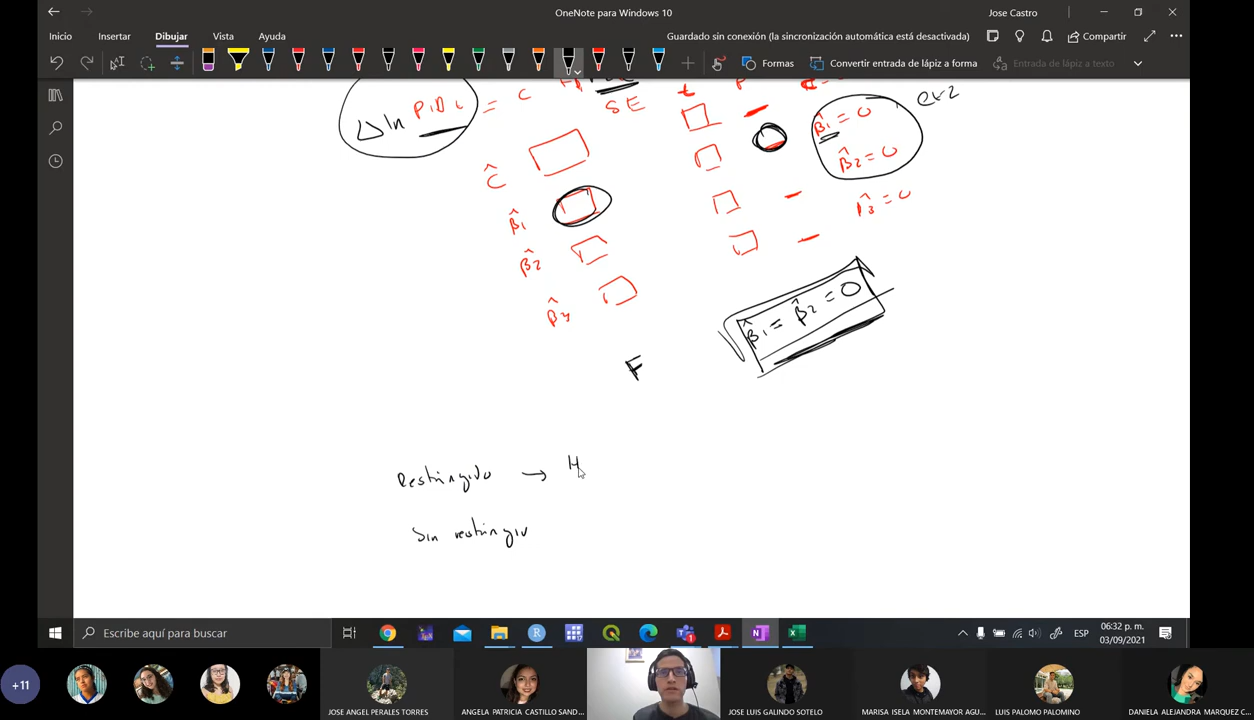 OneNote para Windows 10
Jose Castro
Inicio Insertar Dibujar Vista Ayuda
Guardado sin conexión (la sincronización automática está desactivada)
Compartir
Formas
Convertir entrada de lápiz a forma
Entrada de lápiz a texto
Δ ln PIB = C
SE t
β̂1 = 0
β̂2 = 0
β̂3 = 0
Ĉ
β̂1
β̂2
β̂3
β̂1 = β̂2 = 0
F
Restringido → H
Sin restringir
Escribe aquí para buscar
ESP
06:32 p. m.
03/09/2021
+11
JOSE ANGEL PERALES TORRES
ANGELA PATRICIA CASTILLO SAND...
JOSE LUIS GALINDO SOTELO
MARISA ISELA MONTEMAYOR AGU...
LUIS PALOMO PALOMINO
DANIELA ALEJANDRA MARQUEZ C...